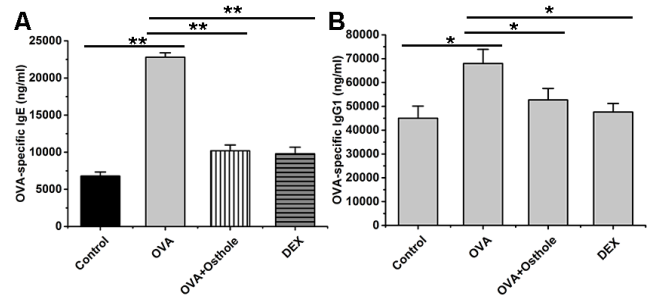 A
**
**
**
OVA-specific IgE (ng/ml)
25000
20000
15000
10000
5000
0
Control
OVA
OVA+Osthole
DEX
B
*
*
*
OVA-specific IgG1 (ng/ml)
80000
70000
60000
50000
40000
30000
20000
10000
0
Control
OVA
OVA+Osthole
DEX